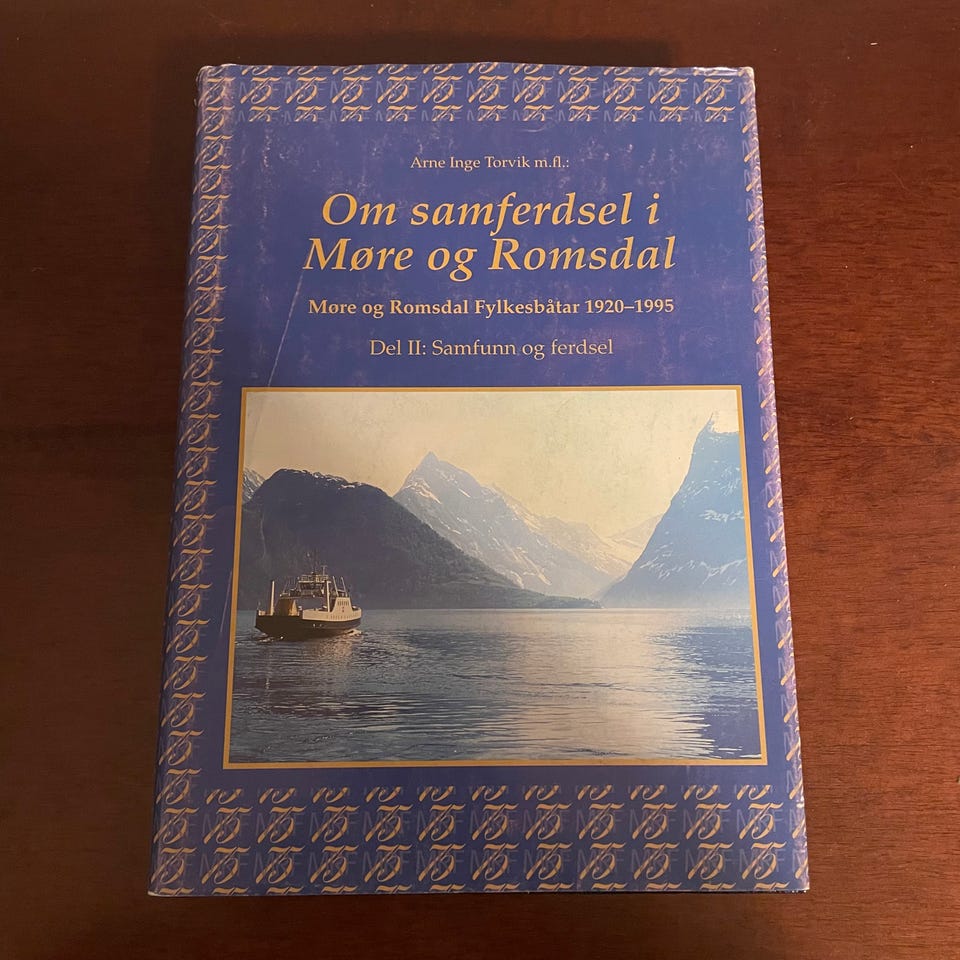 Arne Inge Torvik m.fl.:
Om samferdsel i
Møre og Romsdal
Møre og Romsdal Fylkesbåtar 1920–1995
Del II: Samfunn og ferdsel